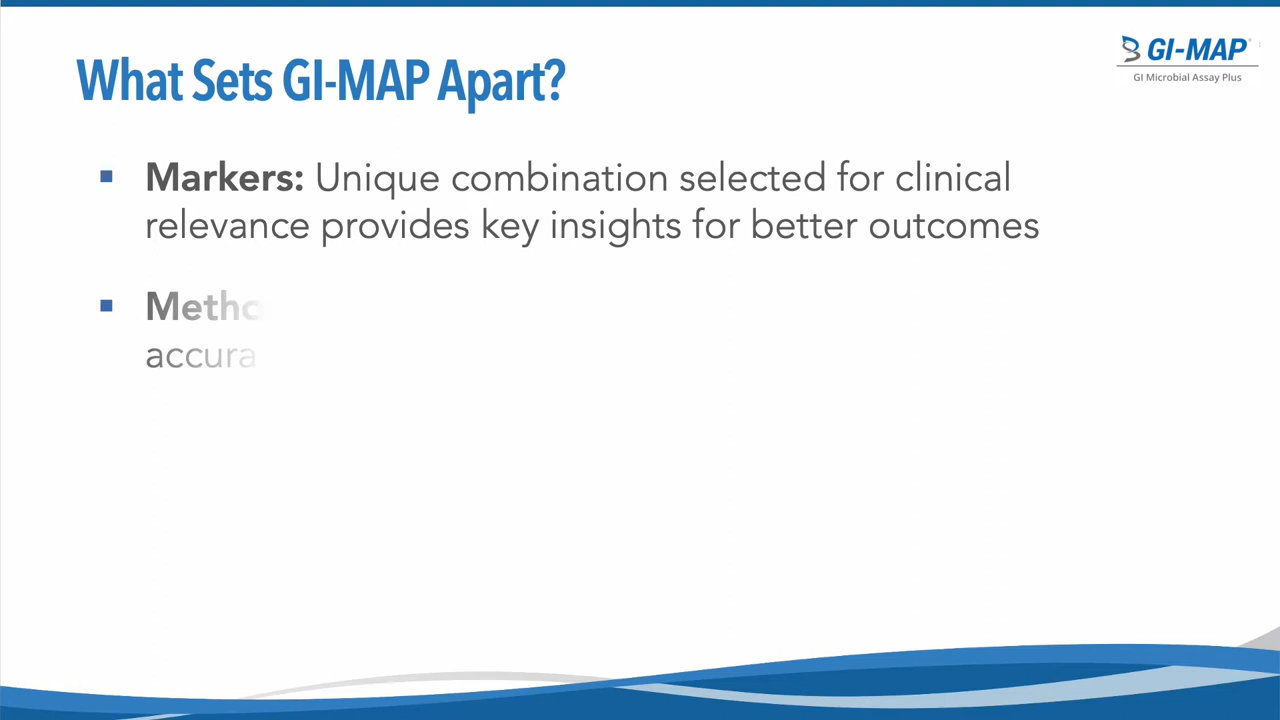 What Sets GI-MAP Apart?
GI-MAP
GI Microbial Assay Plus
Markers: Unique combination selected for clinical
relevance provides key insights for better outcomes